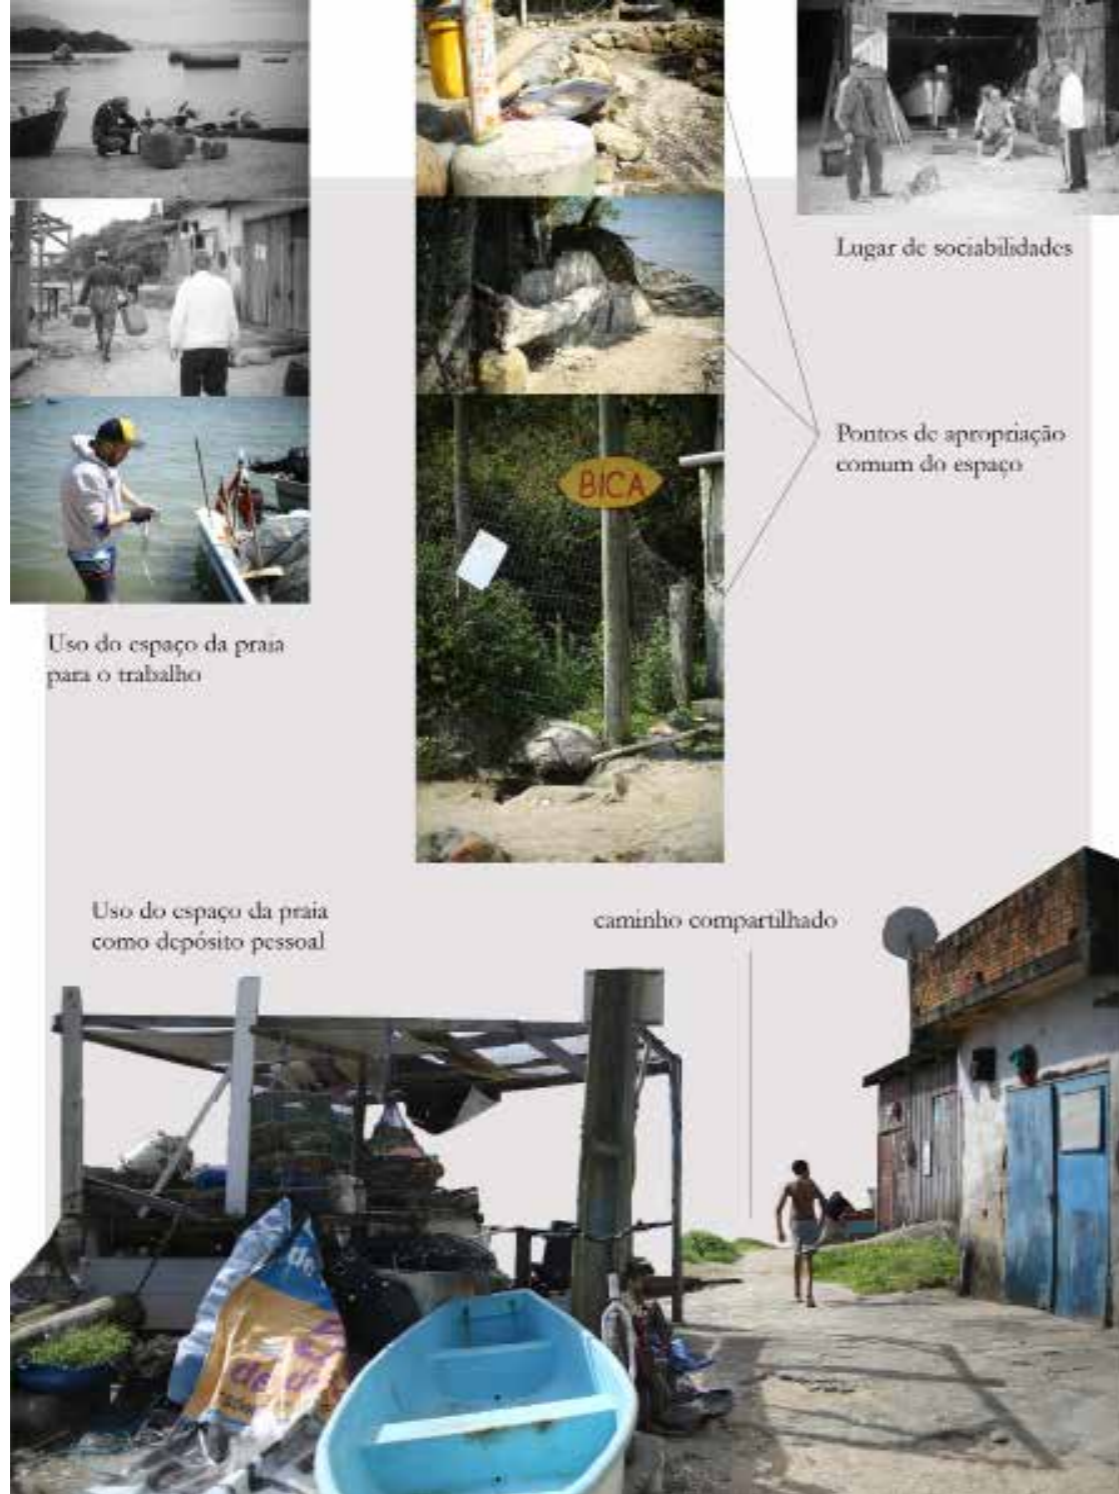 Lugar de sociabilidades
Pontos de apropriação
comum do espaço
BICA
Uso do espaço da praia
para o trabalho
Uso do espaço da praia
como depósito pessoal
caminho compartilhado